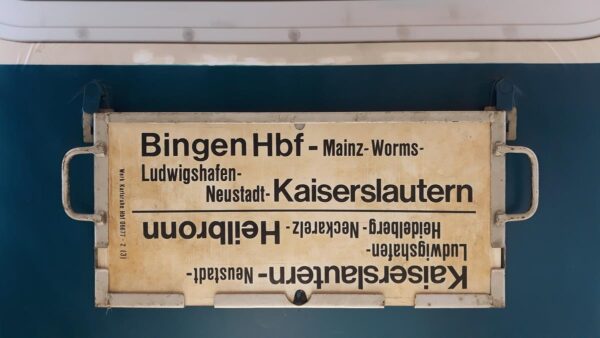 Bingen Hbf - Mainz-Worms-
Ludwigshafen-
Neustadt-Kaiserslautern
Kaiserslautern-Neustadt-
Ludwigshafen-
Heidelberg-Neckarelz-Heilbronn